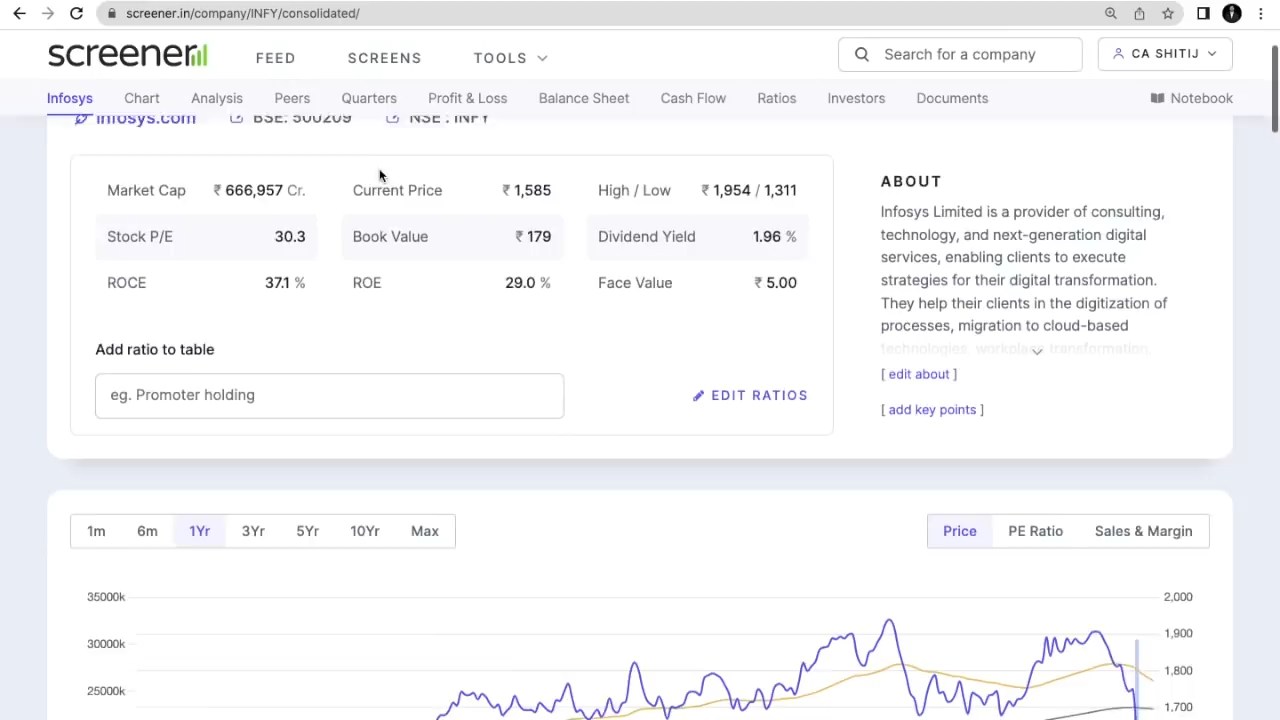 screener.in/company/INFY/consolidated/
screener
FEED SCREENS TOOLS Search for a company CA SHITIJ
Infosys Chart Analysis Peers Quarters Profit & Loss Balance Sheet Cash Flow Ratios Investors Documents Notebook
infosys.com BSE: 500209 NSE : INFY
Market Cap ₹ 666,957 Cr. Current Price ₹ 1,585 High / Low ₹ 1,954 / 1,311
Stock P/E 30.3 Book Value ₹ 179 Dividend Yield 1.96 %
ROCE 37.1 % ROE 29.0 % Face Value ₹ 5.00
Add ratio to table
eg. Promoter holding EDIT RATIOS
ABOUT
Infosys Limited is a provider of consulting,
technology, and next-generation digital
services, enabling clients to execute
strategies for their digital transformation.
They help their clients in the digitization of
processes, migration to cloud-based
technologies, workplace transformation,
[ edit about ]
[ add key points ]
1m 6m 1Yr 3Yr 5Yr 10Yr Max Price PE Ratio Sales & Margin
35000k 2,000
30000k 1,900
25000k 1,800
1,700